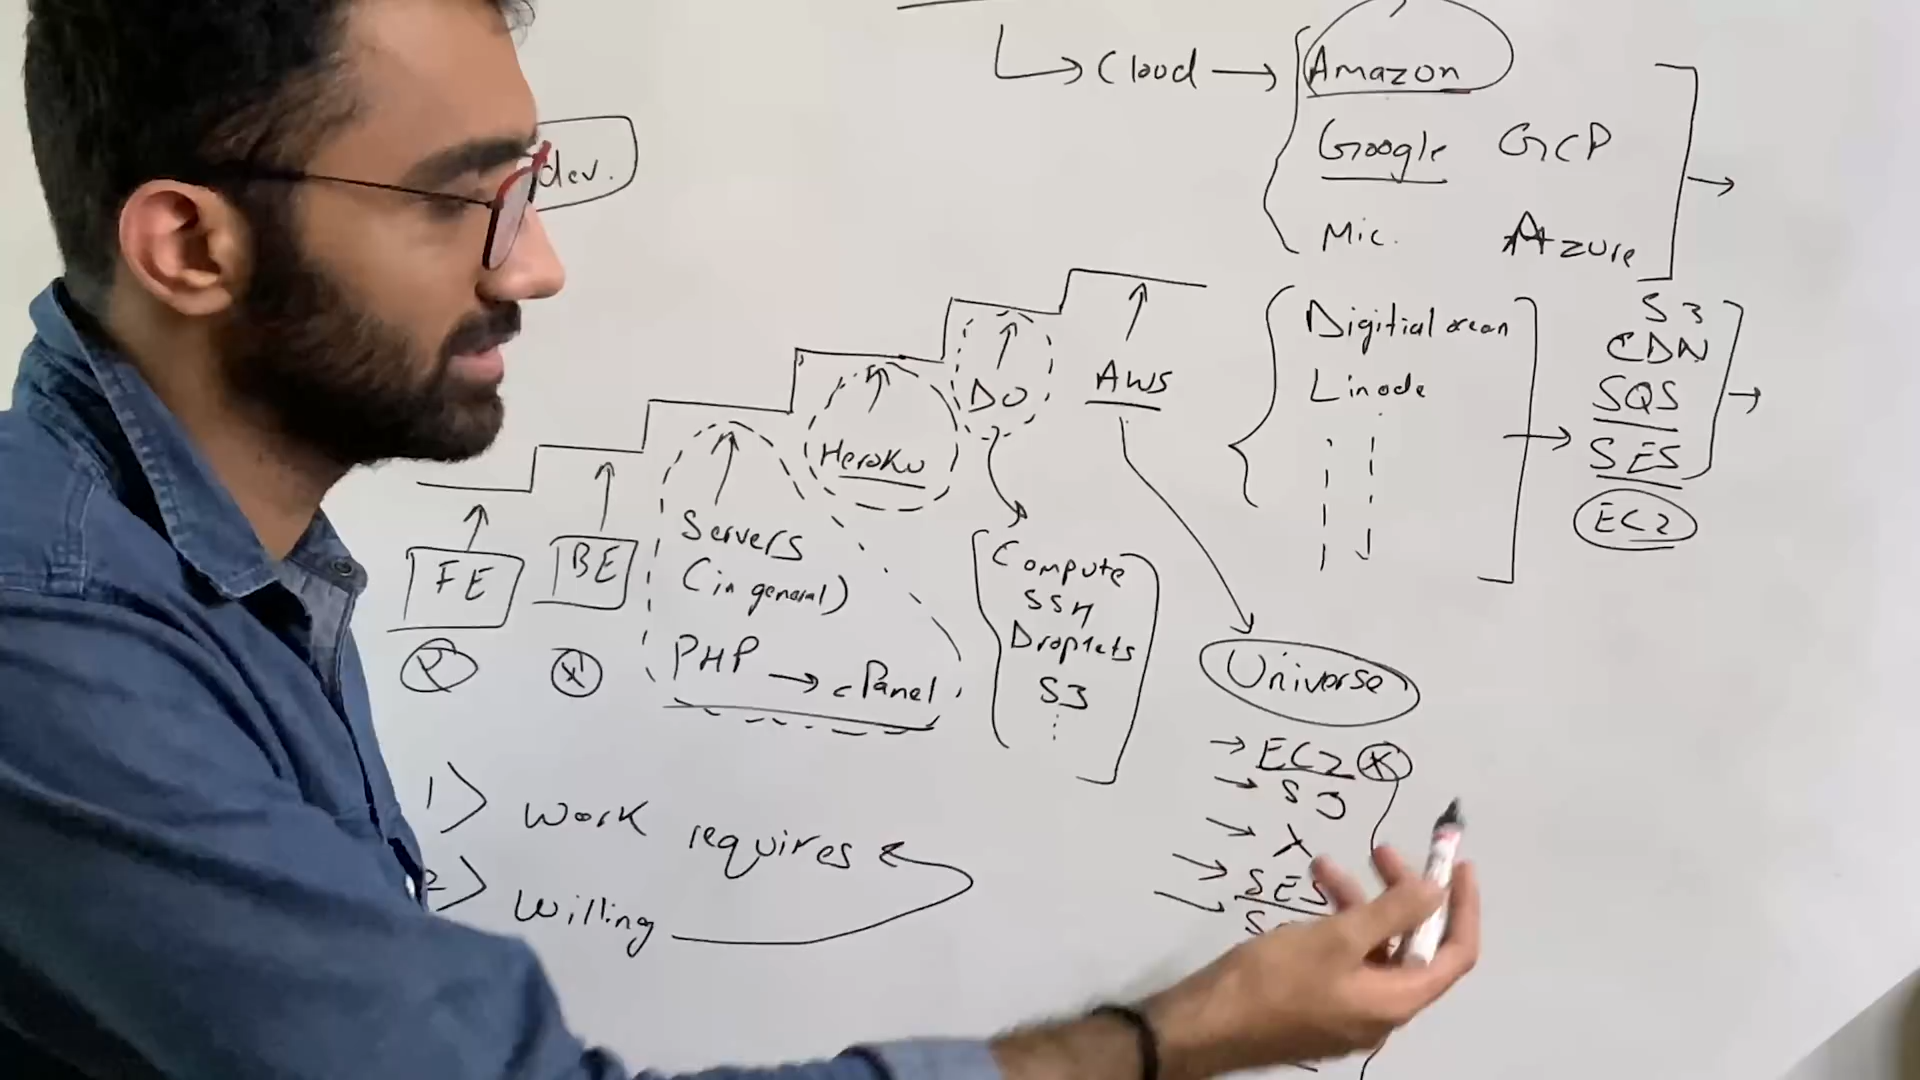 Cloud → Amazon
Google GCP
Mic. Azure
dev.
Digitial ocean
Linode
S3
CDN
SQS
SES
EC2
FE
BE
Servers
(in general)
PHP → cPanel
Heroku
DO
AWS
Compute
SSH
Droplets
S3
Universe
→ EC2
→ S3
→ X
→ SES
1) Work requires
2) Willing